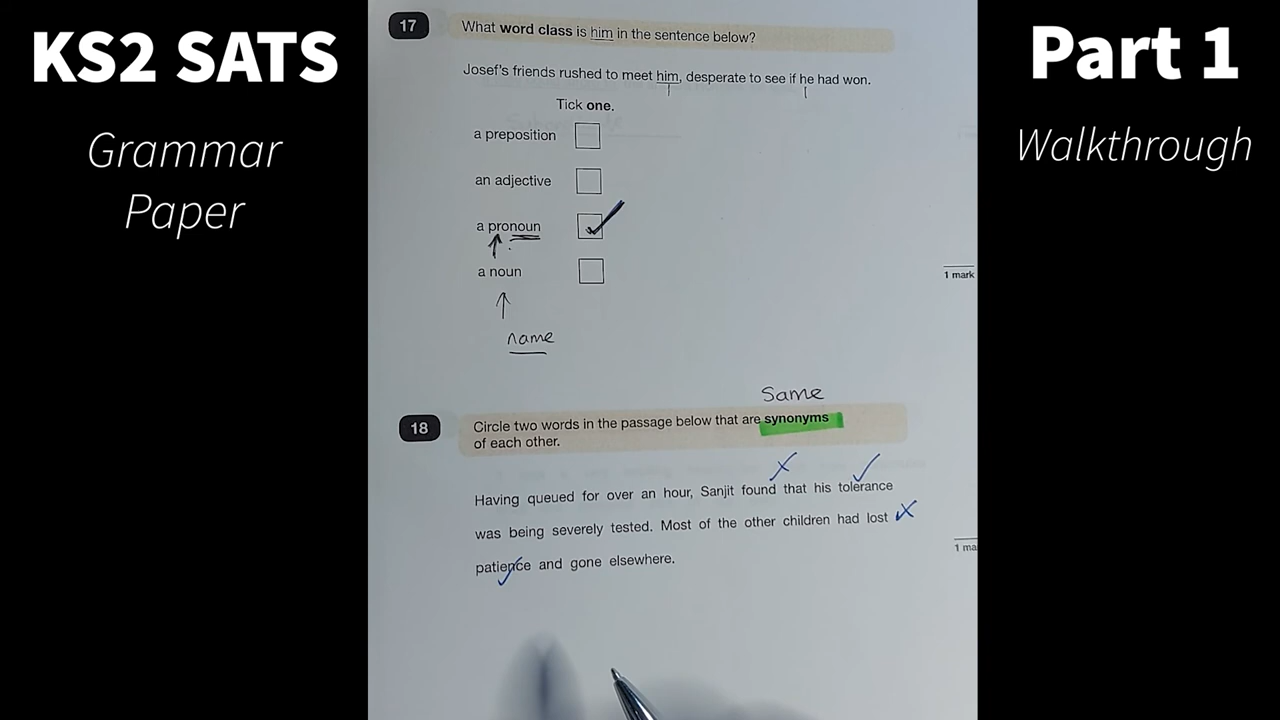 KS2 SATS
Grammar
Paper
Part 1
Walkthrough
17
What word class is him in the sentence below?
Josef's friends rushed to meet him, desperate to see if he had won.
Tick one.
a preposition
an adjective
a pronoun
a noun
name
1 mark
Same
18
Circle two words in the passage below that are synonyms
of each other.
Having queued for over an hour, Sanjit found that his tolerance
was being severely tested. Most of the other children had lost
patience and gone elsewhere.
1 ma